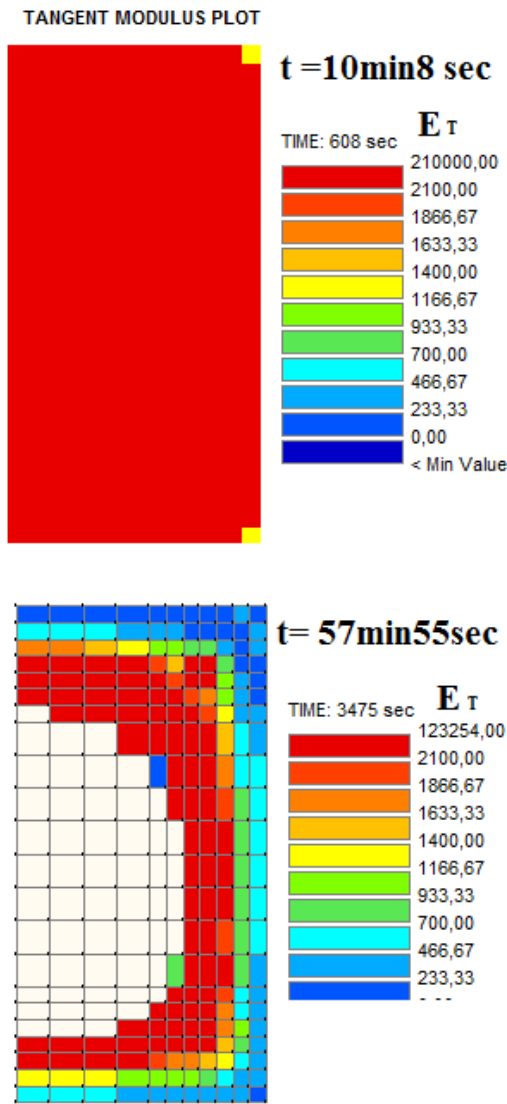 TANGENT MODULUS PLOT
t =10min8 sec
TIME: 608 sec
E T
210000,00
2100,00
1866,67
1633,33
1400,00
1166,67
933,33
700,00
466,67
233,33
0,00
< Min Value
t= 57min55sec
TIME: 3475 sec
E T
123254,00
2100,00
1866,67
1633,33
1400,00
1166,67
933,33
700,00
466,67
233,33